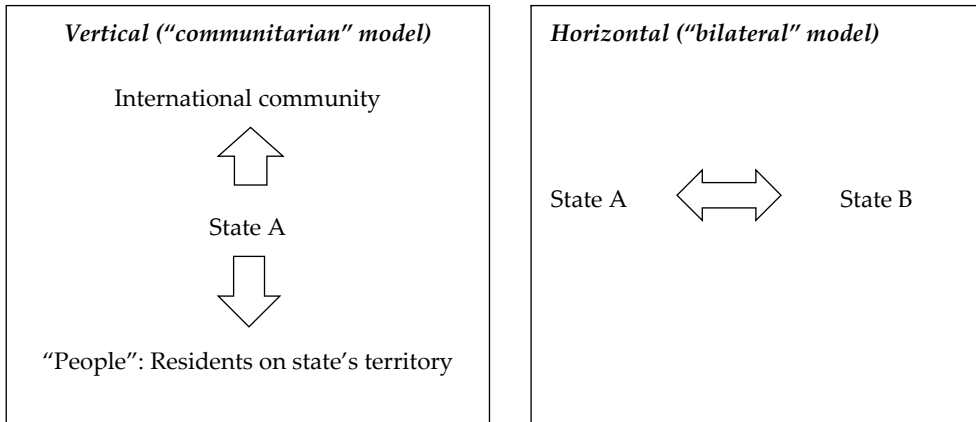 Vertical (“communitarian” model)
International community
State A
“People”: Residents on state’s territory
Horizontal (“bilateral” model)
State A State B